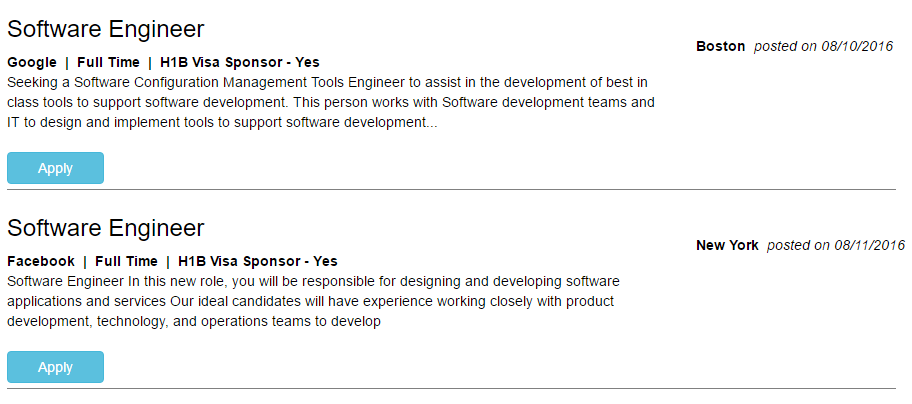 Software Engineer
Boston posted on 08/10/2016
Google | Full Time | H1B Visa Sponsor - Yes
Seeking a Software Configuration Management Tools Engineer to assist in the development of best in
class tools to support software development. This person works with Software development teams and
IT to design and implement tools to support software development...
Apply
Software Engineer
New York posted on 08/11/2016
Facebook | Full Time | H1B Visa Sponsor - Yes
Software Engineer In this new role, you will be responsible for designing and developing software
applications and services Our ideal candidates will have experience working closely with product
development, technology, and operations teams to develop
Apply